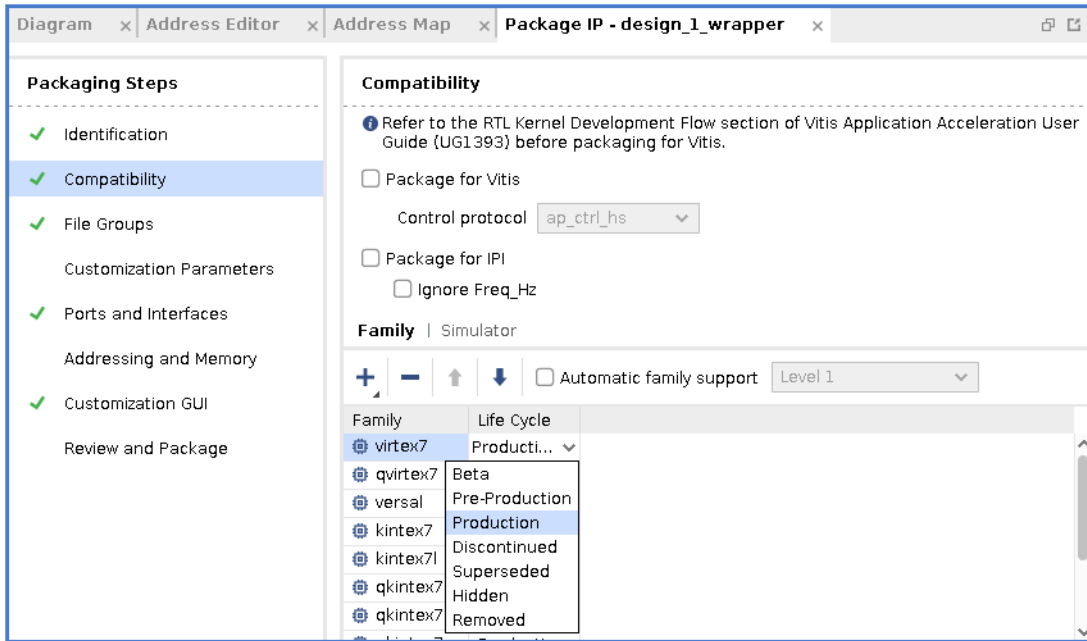 Diagram
Address Editor
Address Map
Package IP - design_1_wrapper
Packaging Steps
Identification
Compatibility
File Groups
Customization Parameters
Ports and Interfaces
Addressing and Memory
Customization GUI
Review and Package
Compatibility
Refer to the RTL Kernel Development Flow section of Vitis Application Acceleration User
Guide (UG1393) before packaging for Vitis.
Package for Vitis
Control protocol ap_ctrl_hs
Package for IPI
Ignore Freq_Hz
Family | Simulator
Automatic family support Level 1
Family Life Cycle
virtex7 Producti...
qvirtex7
versal
kintex7
kintex7l
qkintex7
qkintex7
Beta
Pre-Production
Production
Discontinued
Superseded
Hidden
Removed